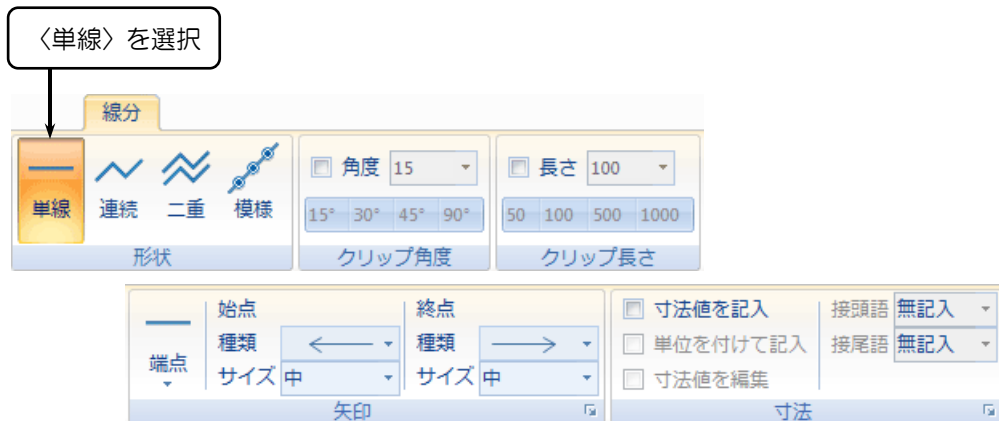 〈単線〉を選択
線分
単線 連続 二重 模様
形状
角度 15
15° 30° 45° 90°
クリップ角度
長さ 100
50 100 500 1000
クリップ長さ
端点
始点
種類
サイズ 中
終点
種類
サイズ 中
矢印
寸法値を記入
単位を付けて記入
寸法値を編集
接頭語 無記入
接尾語 無記入
寸法